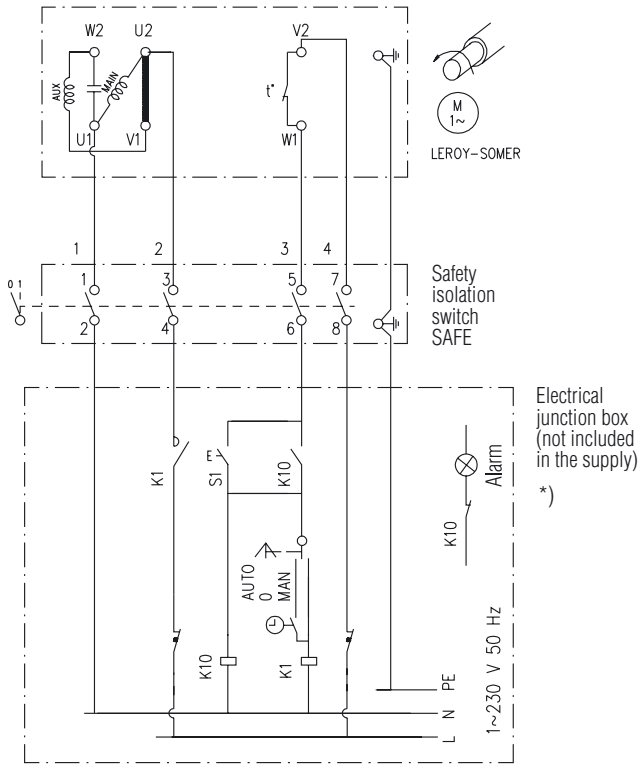 W2 U2 V2
AUX
MAIN
t°
U1 V1 W1
M
1~
LEROY-SOMER
1 2 3 4
0 1
1 3 5 7
2 4 6 8
Safety
isolation
switch
SAFE
Electrical
junction box
(not included
in the supply)
*)
K1
E
S1
K10
Alarm
K10
AUTO
0
MAN
K10
K1
PE
N
L
1~230 V 50 Hz